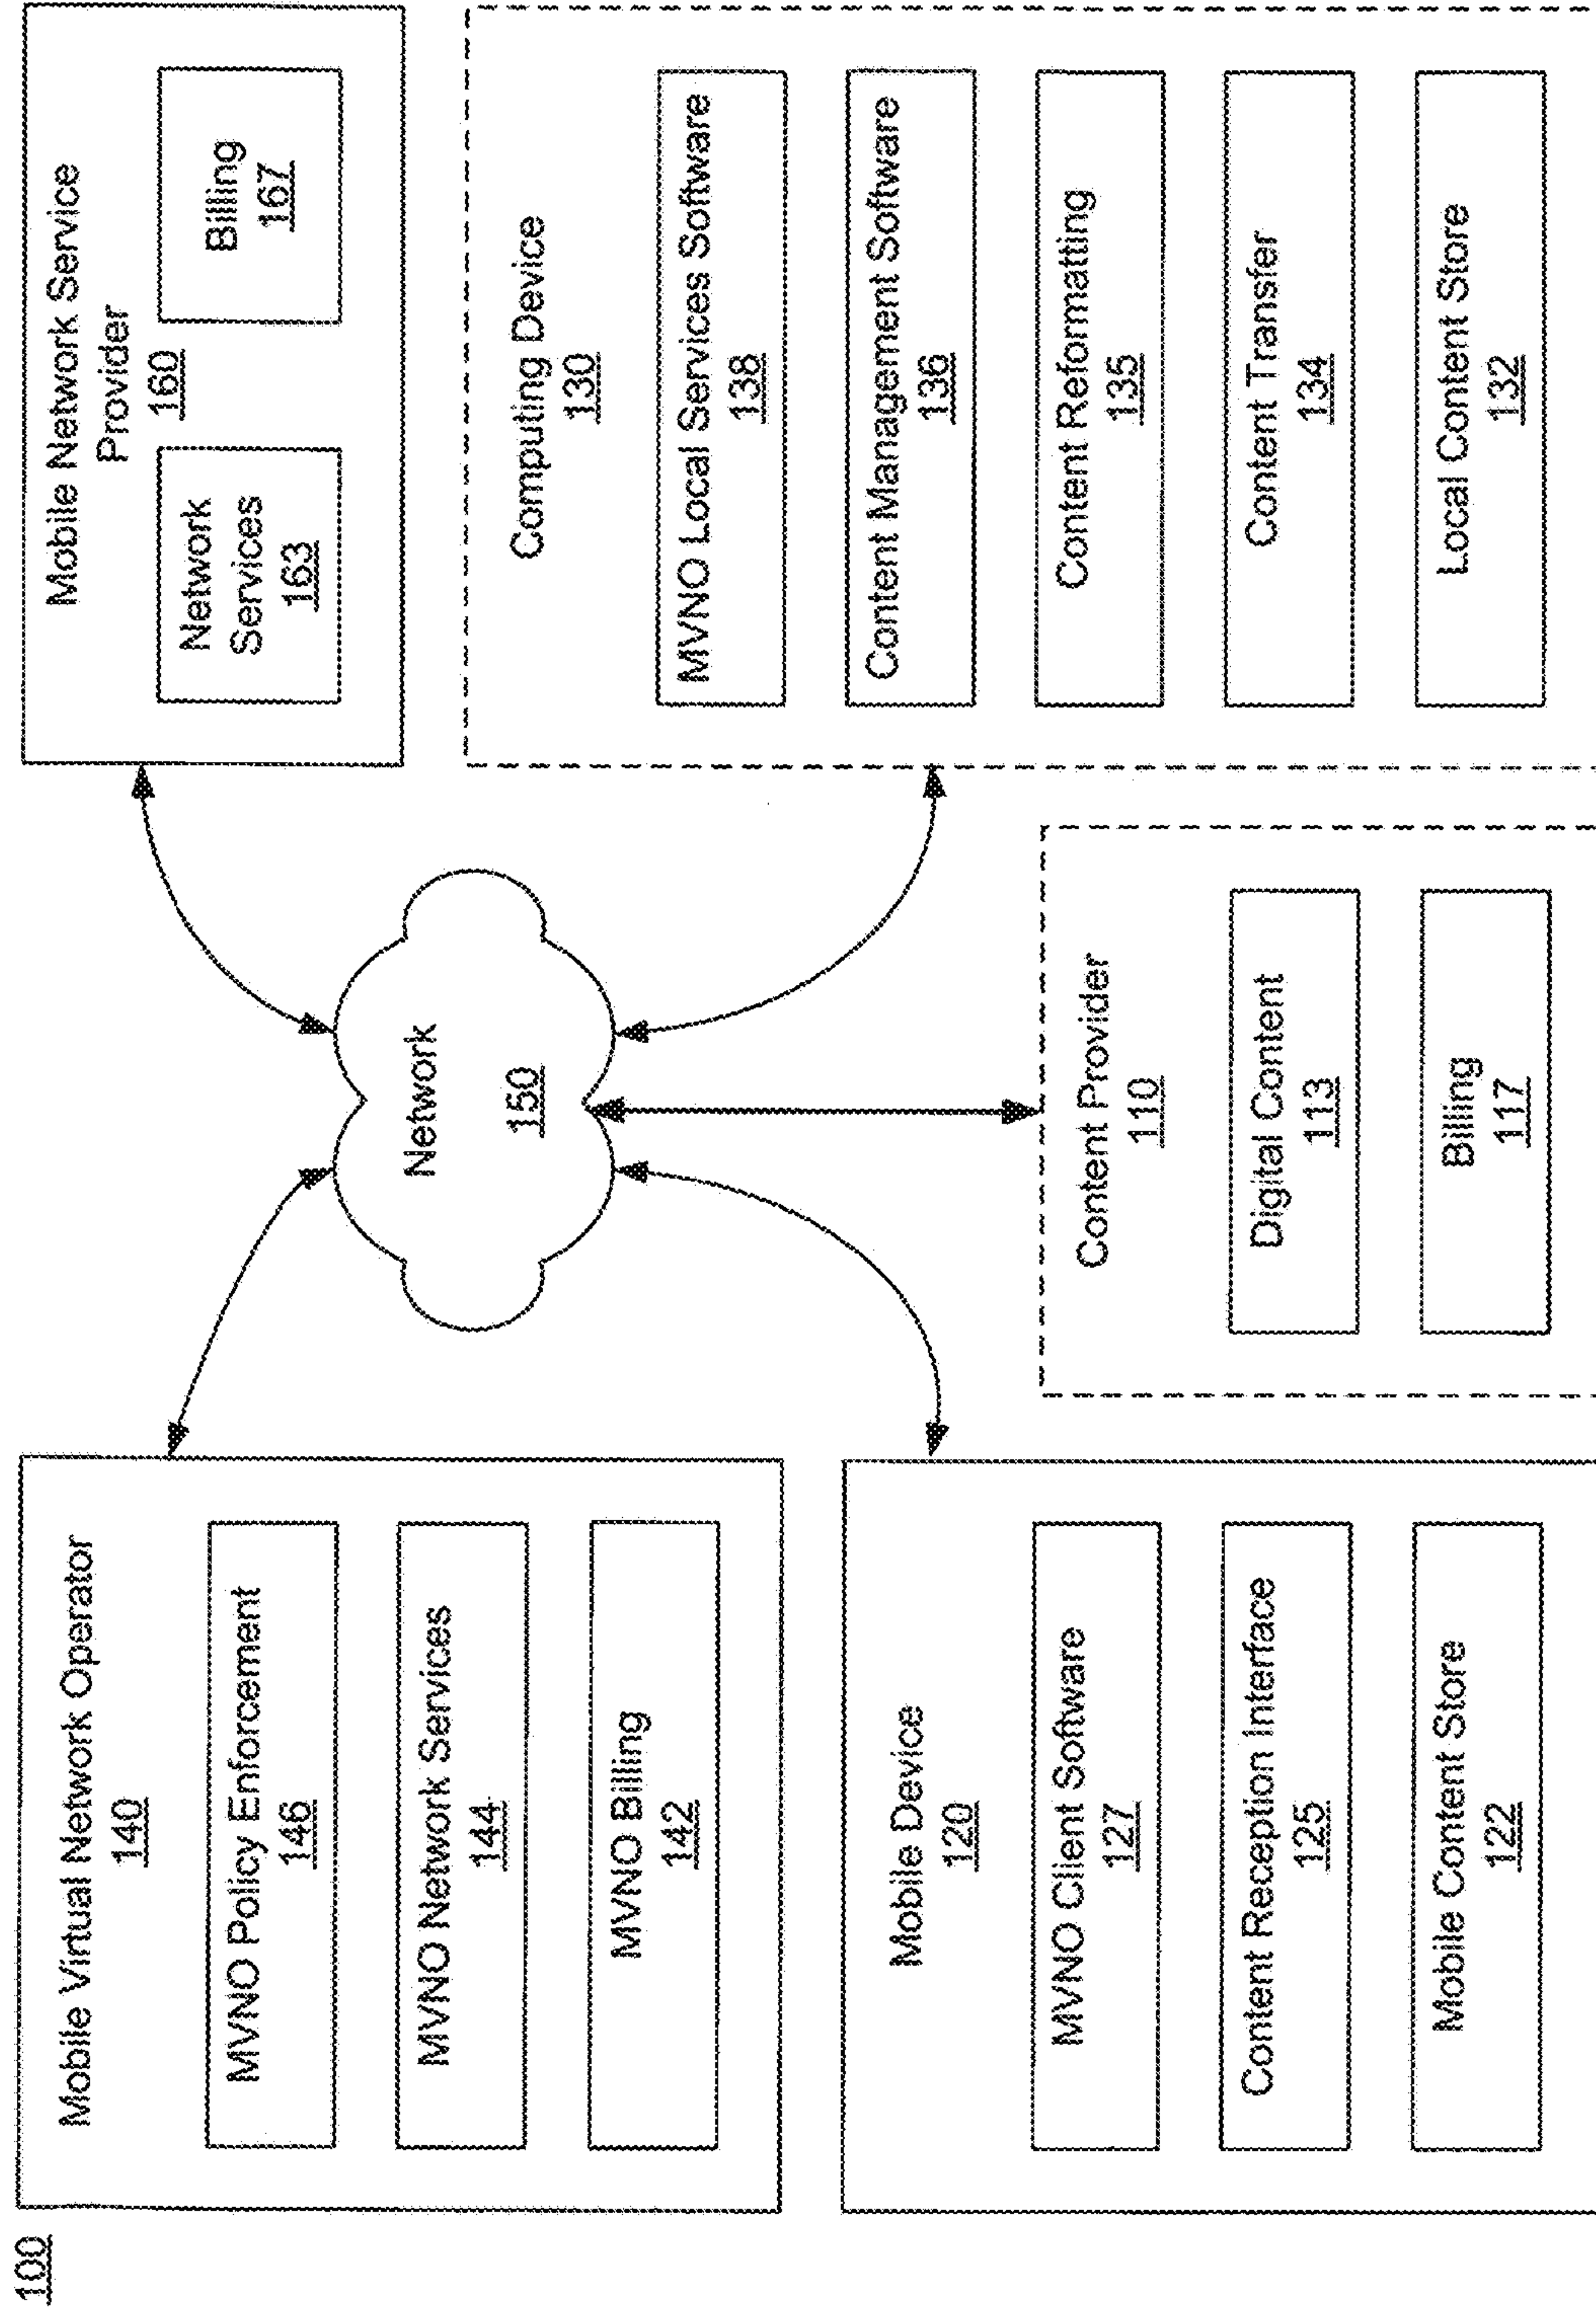 100
Mobile Virtual Network Operator
140
MVNO Policy Enforcement
146
MVNO Network Services
144
MVNO Billing
142
Mobile Network Service
Provider
160
Network
Services
163
Billing
167
Network
150
Mobile Device
120
MVNO Client Software
127
Content Reception Interface
125
Mobile Content Store
122
Content Provider
110
Digital Content
113
Billing
117
Computing Device
130
MVNO Local Services Software
138
Content Management Software
136
Content Reformatting
135
Content Transfer
134
Local Content Store
132